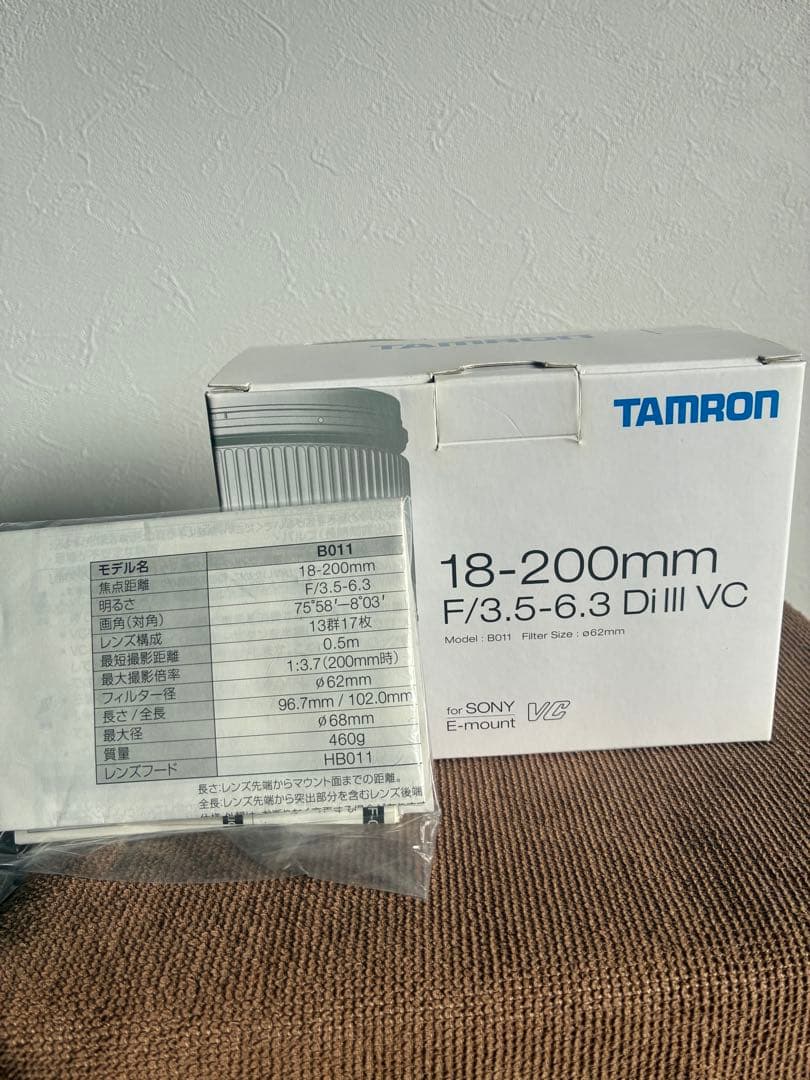 TAMRON
TAMRON
18-200mm
F/3.5-6.3 DiIII VC
Model : B011 Filter Size : ø62mm
for SONY
E-mount VC
モデル名 B011
焦点距離 18-200mm
明るさ F/3.5-6.3
画角(対角) 75°58′－8°03′
レンズ構成 13群17枚
最短撮影距離 0.5m
最大撮影倍率 1:3.7(200mm時)
フィルター径 ø62mm
長さ/全長 96.7mm / 102.0mm
最大径 ø68mm
質量 460g
レンズフード HB011
長さ:レンズ先端からマウント面までの距離。
全長:レンズ先端から突出部分を含むレンズ後端